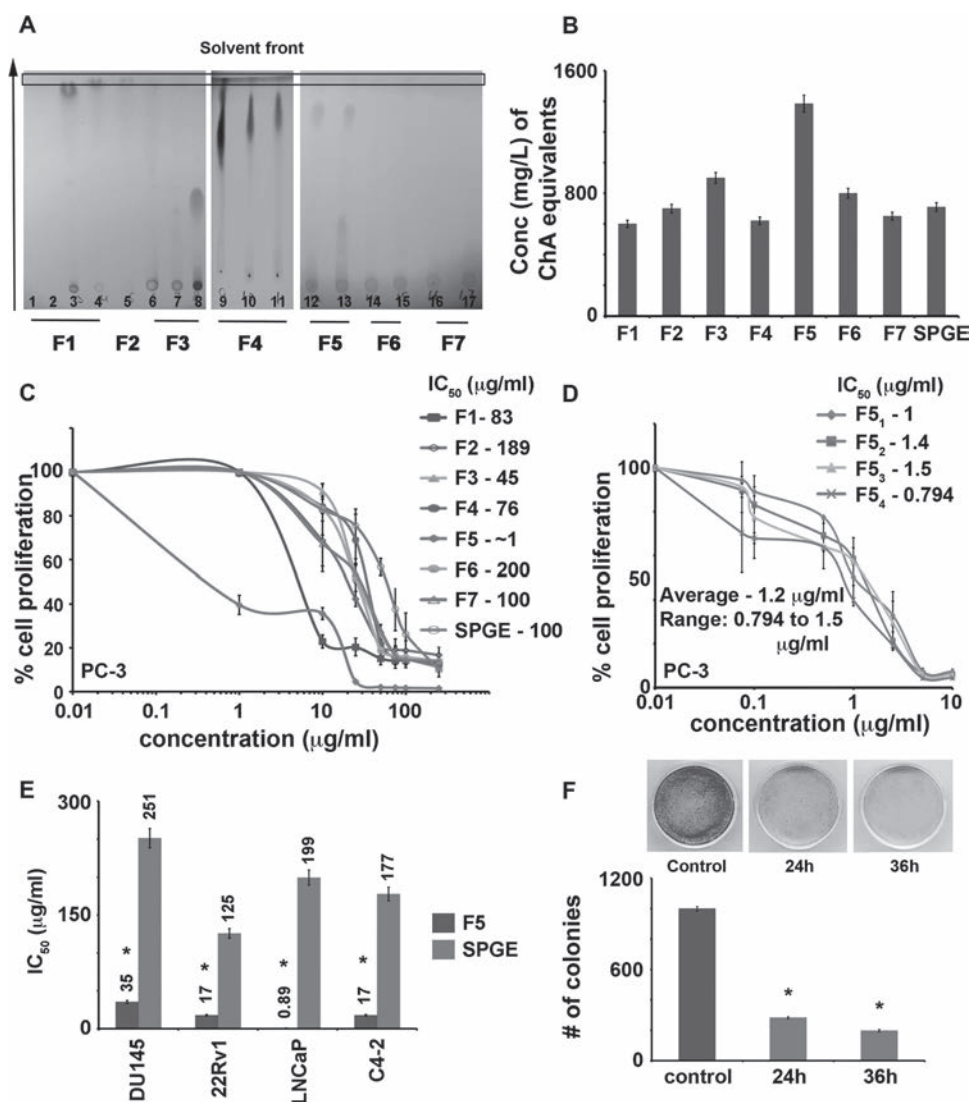 A
Solvent front
1 2 3 4 5 6 7 8 9 10 11 12 13 14 15 16 17
F1 F2 F3 F4 F5 F6 F7
B
Conc (mg/L) of
ChA equivalents
1600
1200
800
400
0
F1 F2 F3 F4 F5 F6 F7 SPGE
C
IC50 (µg/ml)
F1- 83
F2 - 189
F3 - 45
F4 - 76
F5 - ~1
F6 - 200
F7 - 100
SPGE - 100
% cell proliferation
100
80
60
40
20
0
PC-3
0.01 0.1 1 10 100
concentration (µg/ml)
D
IC50 (µg/ml)
F51 - 1
F52 - 1.4
F53 - 1.5
F54 - 0.794
% cell proliferation
100
50
0
Average - 1.2 µg/ml
Range: 0.794 to 1.5
µg/ml
PC-3
0.01 0.1 1 10
concentration (µg/ml)
E
IC50 (µg/ml)
300
150
0
35 * 251
17 * 125
0.89 * 199
17 * 177
DU145 22Rv1 LNCaP C4-2
F5
SPGE
F
Control 24h 36h
# of colonies
1200
900
600
300
0
* *
control 24h 36h